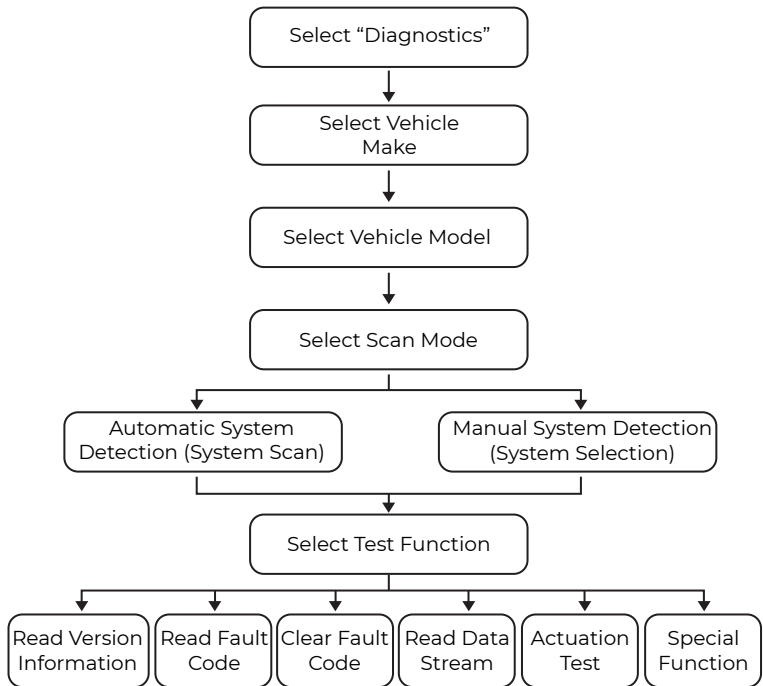 Select “Diagnostics”
Select Vehicle
Make
Select Vehicle Model
Select Scan Mode
Automatic System
Detection (System Scan)
Manual System Detection
(System Selection)
Select Test Function
Read Version
Information
Read Fault
Code
Clear Fault
Code
Read Data
Stream
Actuation
Test
Special
Function